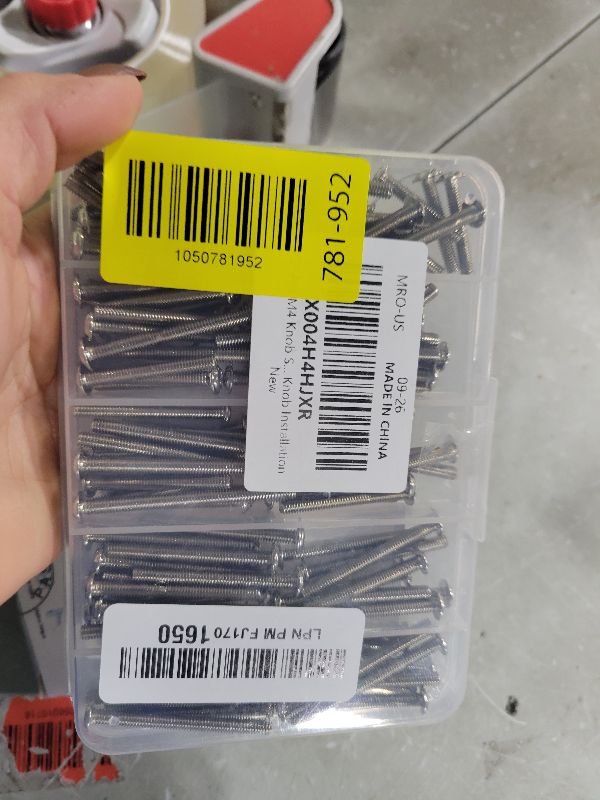 1050781952
781-952
MRO-US
09-26
MADE IN CHINA
X004H4HJXR
M4 Knob S... Knob Installation
New
LPN PM FJ170 1650